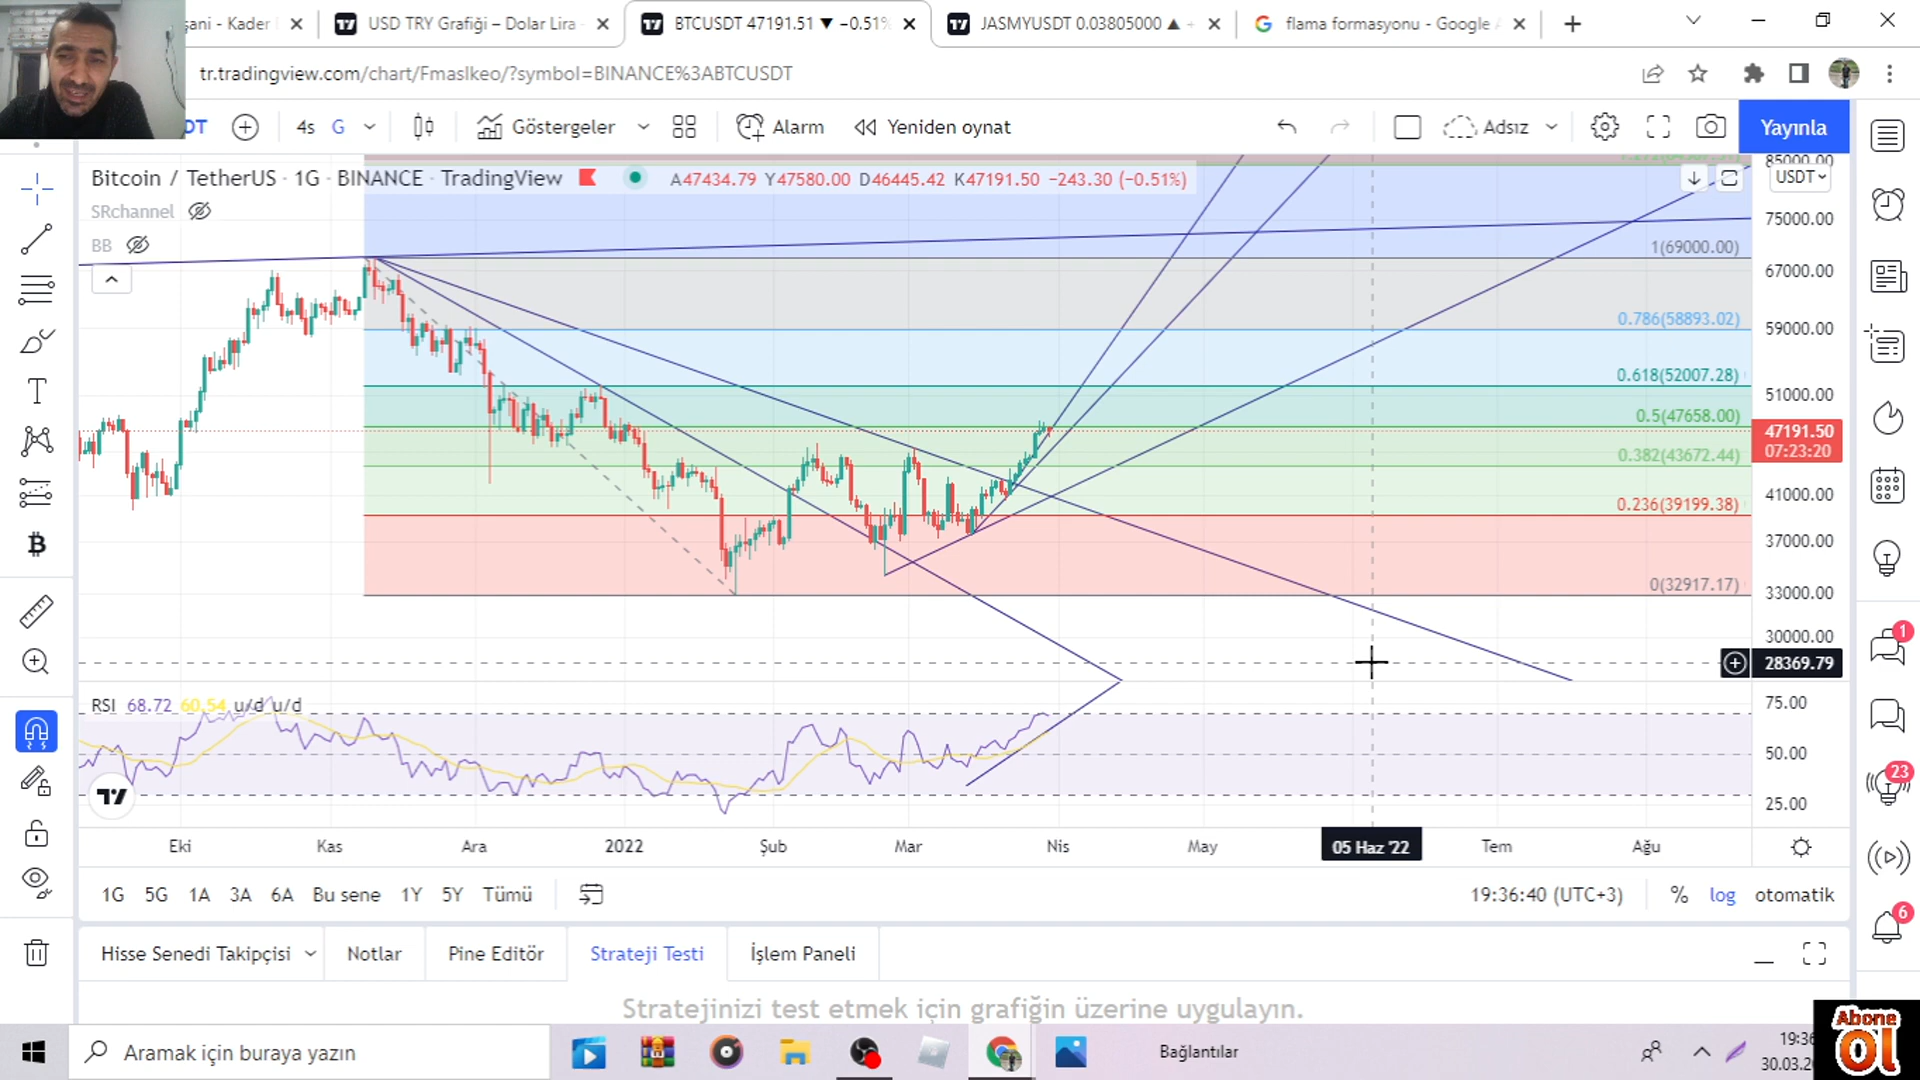 şani - Kader
USD TRY Grafiği – Dolar Lira
BTCUSDT 47191.51 ▼ −0.51%
JASMYUSDT 0.03805000 ▲
flama formasyonu - Google
tr.tradingview.com/chart/Fmaslkeo/?symbol=BINANCE%3ABTCUSDT
DT
4s
G
Göstergeler
Alarm
Yeniden oynat
Adsız
Yayınla
Bitcoin / TetherUS · 1G · BINANCE · TradingView
A47434.79 Y47580.00 D46445.42 K47191.50 −243.30 (−0.51%)
SRchannel
BB
USDT
85000.00
75000.00
1(69000.00)
67000.00
0.786(58893.02)
59000.00
0.618(52007.28)
51000.00
0.5(47658.00)
47191.50
07:23:20
0.382(43672.44)
41000.00
0.236(39199.38)
37000.00
0(32917.17)
33000.00
30000.00
28369.79
RSI 68.72 60.54 u/d u/d
75.00
50.00
25.00
Eki
Kas
Ara
2022
Şub
Mar
Nis
May
05 Haz '22
Tem
Ağu
1G 5G 1A 3A 6A Bu sene 1Y 5Y Tümü
19:36:40 (UTC+3)
%
log
otomatik
1
23
6
Hisse Senedi Takipçisi
Notlar
Pine Editör
Strateji Testi
İşlem Paneli
Stratejinizi test etmek için grafiğin üzerine uygulayın.
Aramak için buraya yazın
Bağlantılar
19:36
30.03.2
Abone
Ol